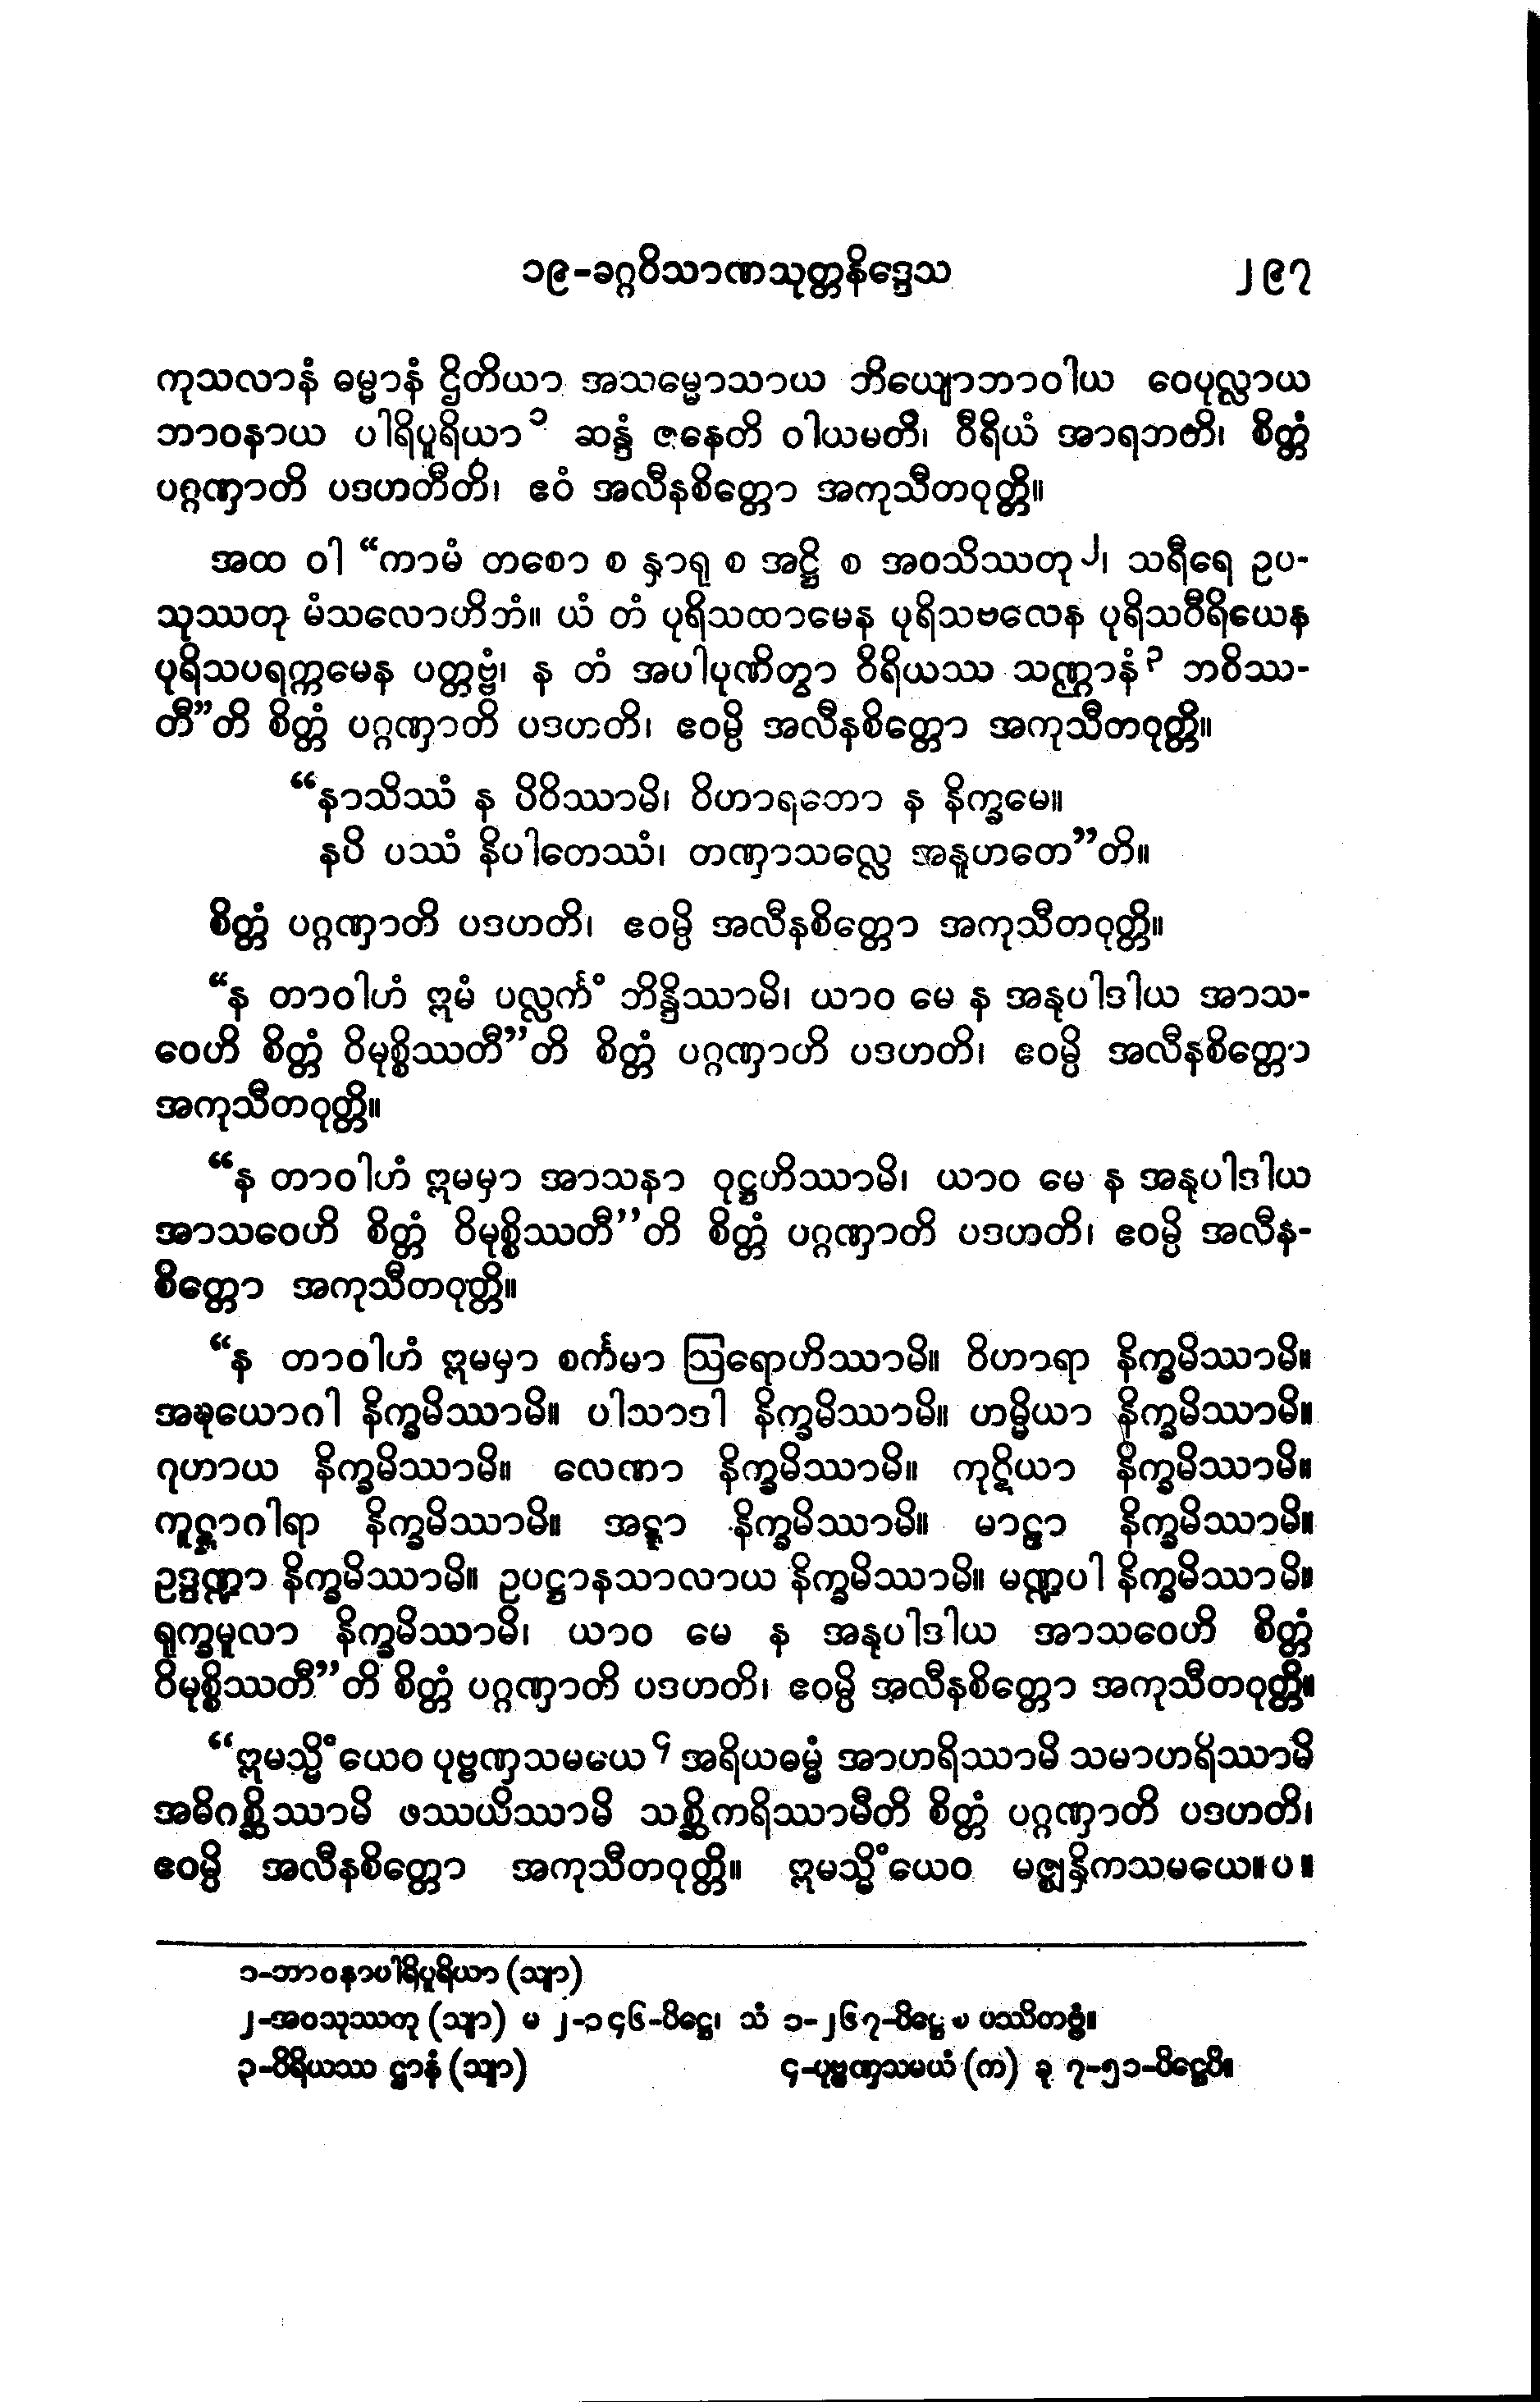 ၁၉-ခဂ္ဂဝိသာဏသုတ္တနိဒ္ဒေသ ၂၉၇
ကုသလာနံ ဓမ္မာနံ ဌိတိယာ အသမ္မောသာယ ဘိယျောဘာဝါယ ဝေပုလ္လာယ
ဘာဝနာယ ပါရိပူရိယာ ၁ ဆန္ဒံ ဇနေတိ ဝါယမတိ၊ ဝီရိယံ အာရဘတိ၊ စိတ္တံ
ပဂ္ဂဏှာတိ ပဒဟတီတိ၊ ဧဝံ အလီနစိတ္တော အကုသီတဝုတ္တိ။
အထ ဝါ “ကာမံ တစော စ နှာရု စ အဋ္ဌိ စ အဝသိဿတု ၂၊ သရီရေ ဥပ-
သုဿတု မံသလောဟိတံ။ ယံ တံ ပုရိသထာမေန ပုရိသဗလေန ပုရိသဝီရိယေန
ပုရိသပရက္ကမေန ပတ္တဗ္ဗံ၊ န တံ အပါပုဏိတွာ ဝီရိယဿ သဏ္ဌာနံ ၃ ဘဝိဿ-
တီ”တိ စိတ္တံ ပဂ္ဂဏှာတိ ပဒဟတိ၊ ဧဝမ္ပိ အလီနစိတ္တော အကုသီတဝုတ္တိ။
“နာသိဿံ န ပိဝိဿာမိ၊ ဝိဟာရတော န နိက္ခမေ။
နပိ ပဿံ နိပါတေဿံ၊ တဏှာသလ္လေ အနူဟတေ”တိ။
စိတ္တံ ပဂ္ဂဏှာတိ ပဒဟတိ၊ ဧဝမ္ပိ အလီနစိတ္တော အကုသီတဝုတ္တိ။
“န တာဝါဟံ ဣမံ ပလ္လင်္ကံ ဘိန္ဒိဿာမိ၊ ယာဝ မေ န အနုပါဒါယ အာသ-
ဝေဟိ စိတ္တံ ဝိမုစ္စိဿတီ”တိ စိတ္တံ ပဂ္ဂဏှာတိ ပဒဟတိ၊ ဧဝမ္ပိ အလီနစိတ္တော
အကုသီတဝုတ္တိ။
“န တာဝါဟံ ဣမမှာ အာသနာ ဝုဋ္ဌဟိဿာမိ၊ ယာဝ မေ န အနုပါဒါယ
အာသဝေဟိ စိတ္တံ ဝိမုစ္စိဿတီ”တိ စိတ္တံ ပဂ္ဂဏှာတိ ပဒဟတိ၊ ဧဝမ္ပိ အလီန-
စိတ္တော အကုသီတဝုတ္တိ။
“န တာဝါဟံ ဣမမှာ စင်္ကမာ ဩရောဟိဿာမိ။ ဝိဟာရာ နိက္ခမိဿာမိ။
အဍ္ဎယောဂါ နိက္ခမိဿာမိ။ ပါသာဒါ နိက္ခမိဿာမိ။ ဟမ္မိယာ နိက္ခမိဿာမိ။
ဂုဟာယ နိက္ခမိဿာမိ။ လေဏာ နိက္ခမိဿာမိ။ ကုဋိယာ နိက္ခမိဿာမိ။
ကူဋာဂါရာ နိက္ခမိဿာမိ။ အဋ္ဋာ နိက္ခမိဿာမိ။ မာဠာ နိက္ခမိဿာမိ။
ဥဒ္ဒဏ္ဍာ နိက္ခမိဿာမိ။ ဥပဋ္ဌာနသာလာယ နိက္ခမိဿာမိ။ မဏ္ဍပါ နိက္ခမိဿာမိ။
ရုက္ခမူလာ နိက္ခမိဿာမိ၊ ယာဝ မေ န အနုပါဒါယ အာသဝေဟိ စိတ္တံ
ဝိမုစ္စိဿတီ”တိ စိတ္တံ ပဂ္ဂဏှာတိ ပဒဟတိ၊ ဧဝမ္ပိ အလီနစိတ္တော အကုသီတဝုတ္တိ။
“ဣမသ္မိံ ယေဝ ပုဗ္ဗဏှသမယေ ၄ အရိယဓမ္မံ အာဟရိဿာမိ သမာဟရိဿာမိ
အဓိဂစ္ဆိဿာမိ ဖဿယိဿာမိ သစ္ဆိကရိဿာမီတိ စိတ္တံ ပဂ္ဂဏှာတိ ပဒဟတိ၊
ဧဝမ္ပိ အလီနစိတ္တော အကုသီတဝုတ္တိ။ ဣမသ္မိံ ယေဝ မဇ္ဈနှိကသမယေ။ပ။
၁-ဘာဝနာပါရိပူရိယာ (သျာ)
၂-အဝသုဿတု (သျာ) မ ၂-၁၄၆-ပိဋ္ဌေ၊ သံ ၁-၂၆၇-ပိဋ္ဌေ ပ ပဿိတဗ္ဗံ။
၃-ဝိရိယဿ ဌာနံ (သျာ) ၄-ပုဗ္ဗဏှသမယံ (က) ခု ၇-၅၁-ပိဋ္ဌေပိ။